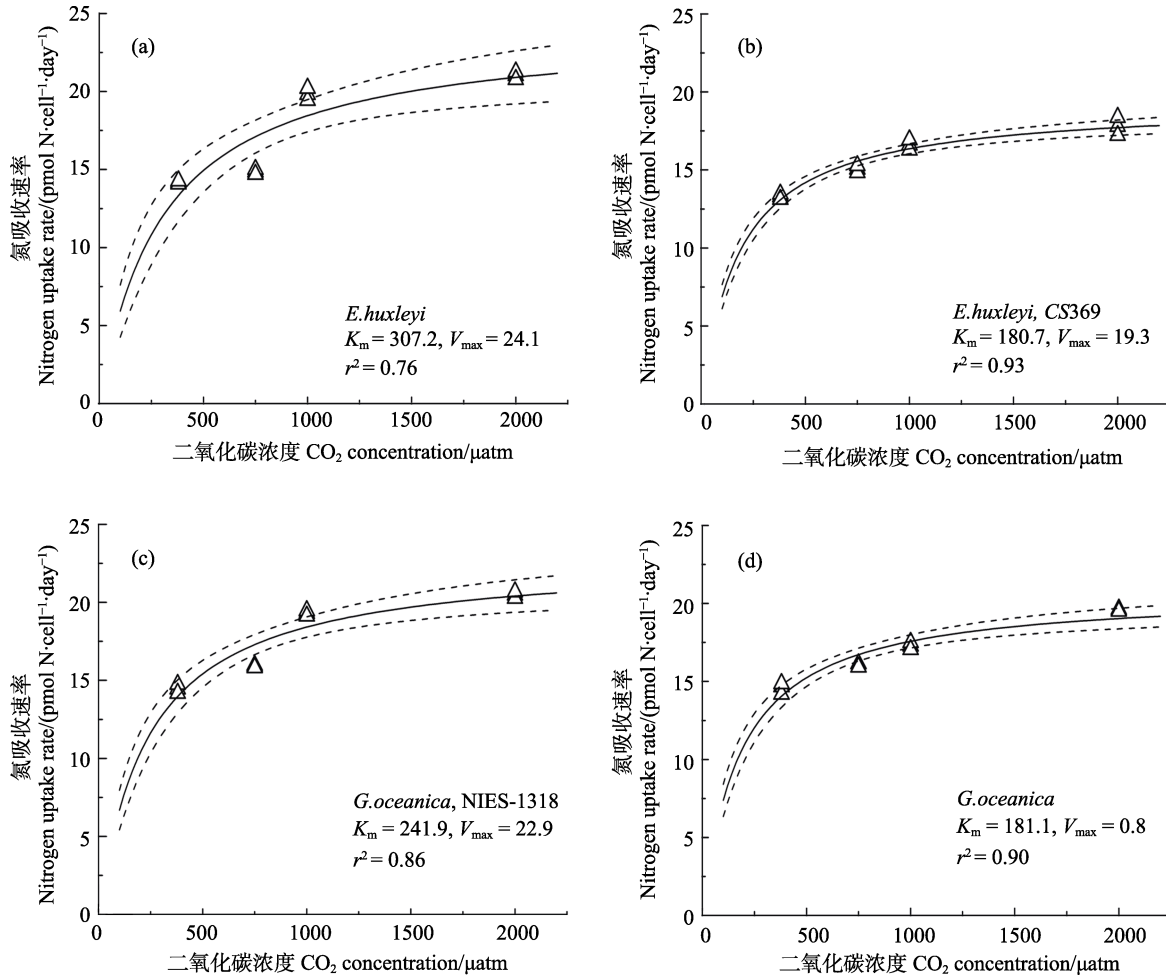 (a)
25
20
15
10
5
0
氮吸收速率
Nitrogen uptake rate/(pmol N·cell⁻¹·day⁻¹)
E.huxleyi
Km = 307.2, Vmax = 24.1
r² = 0.76
0 500 1000 1500 2000
二氧化碳浓度 CO₂ concentration/μatm
(b)
25
20
15
10
5
0
氮吸收速率
Nitrogen uptake rate/(pmol N·cell⁻¹·day⁻¹)
E.huxleyi, CS369
Km = 180.7, Vmax = 19.3
r² = 0.93
0 500 1000 1500 2000
二氧化碳浓度 CO₂ concentration/μatm
(c)
25
20
15
10
5
0
氮吸收速率
Nitrogen uptake rate/(pmol N·cell⁻¹·day⁻¹)
G.oceanica, NIES-1318
Km = 241.9, Vmax = 22.9
r² = 0.86
0 500 1000 1500 2000
二氧化碳浓度 CO₂ concentration/μatm
(d)
25
20
15
10
5
0
氮吸收速率
Nitrogen uptake rate/(pmol N·cell⁻¹·day⁻¹)
G.oceanica
Km = 181.1, Vmax = 0.8
r² = 0.90
0 500 1000 1500 2000
二氧化碳浓度 CO₂ concentration/μatm